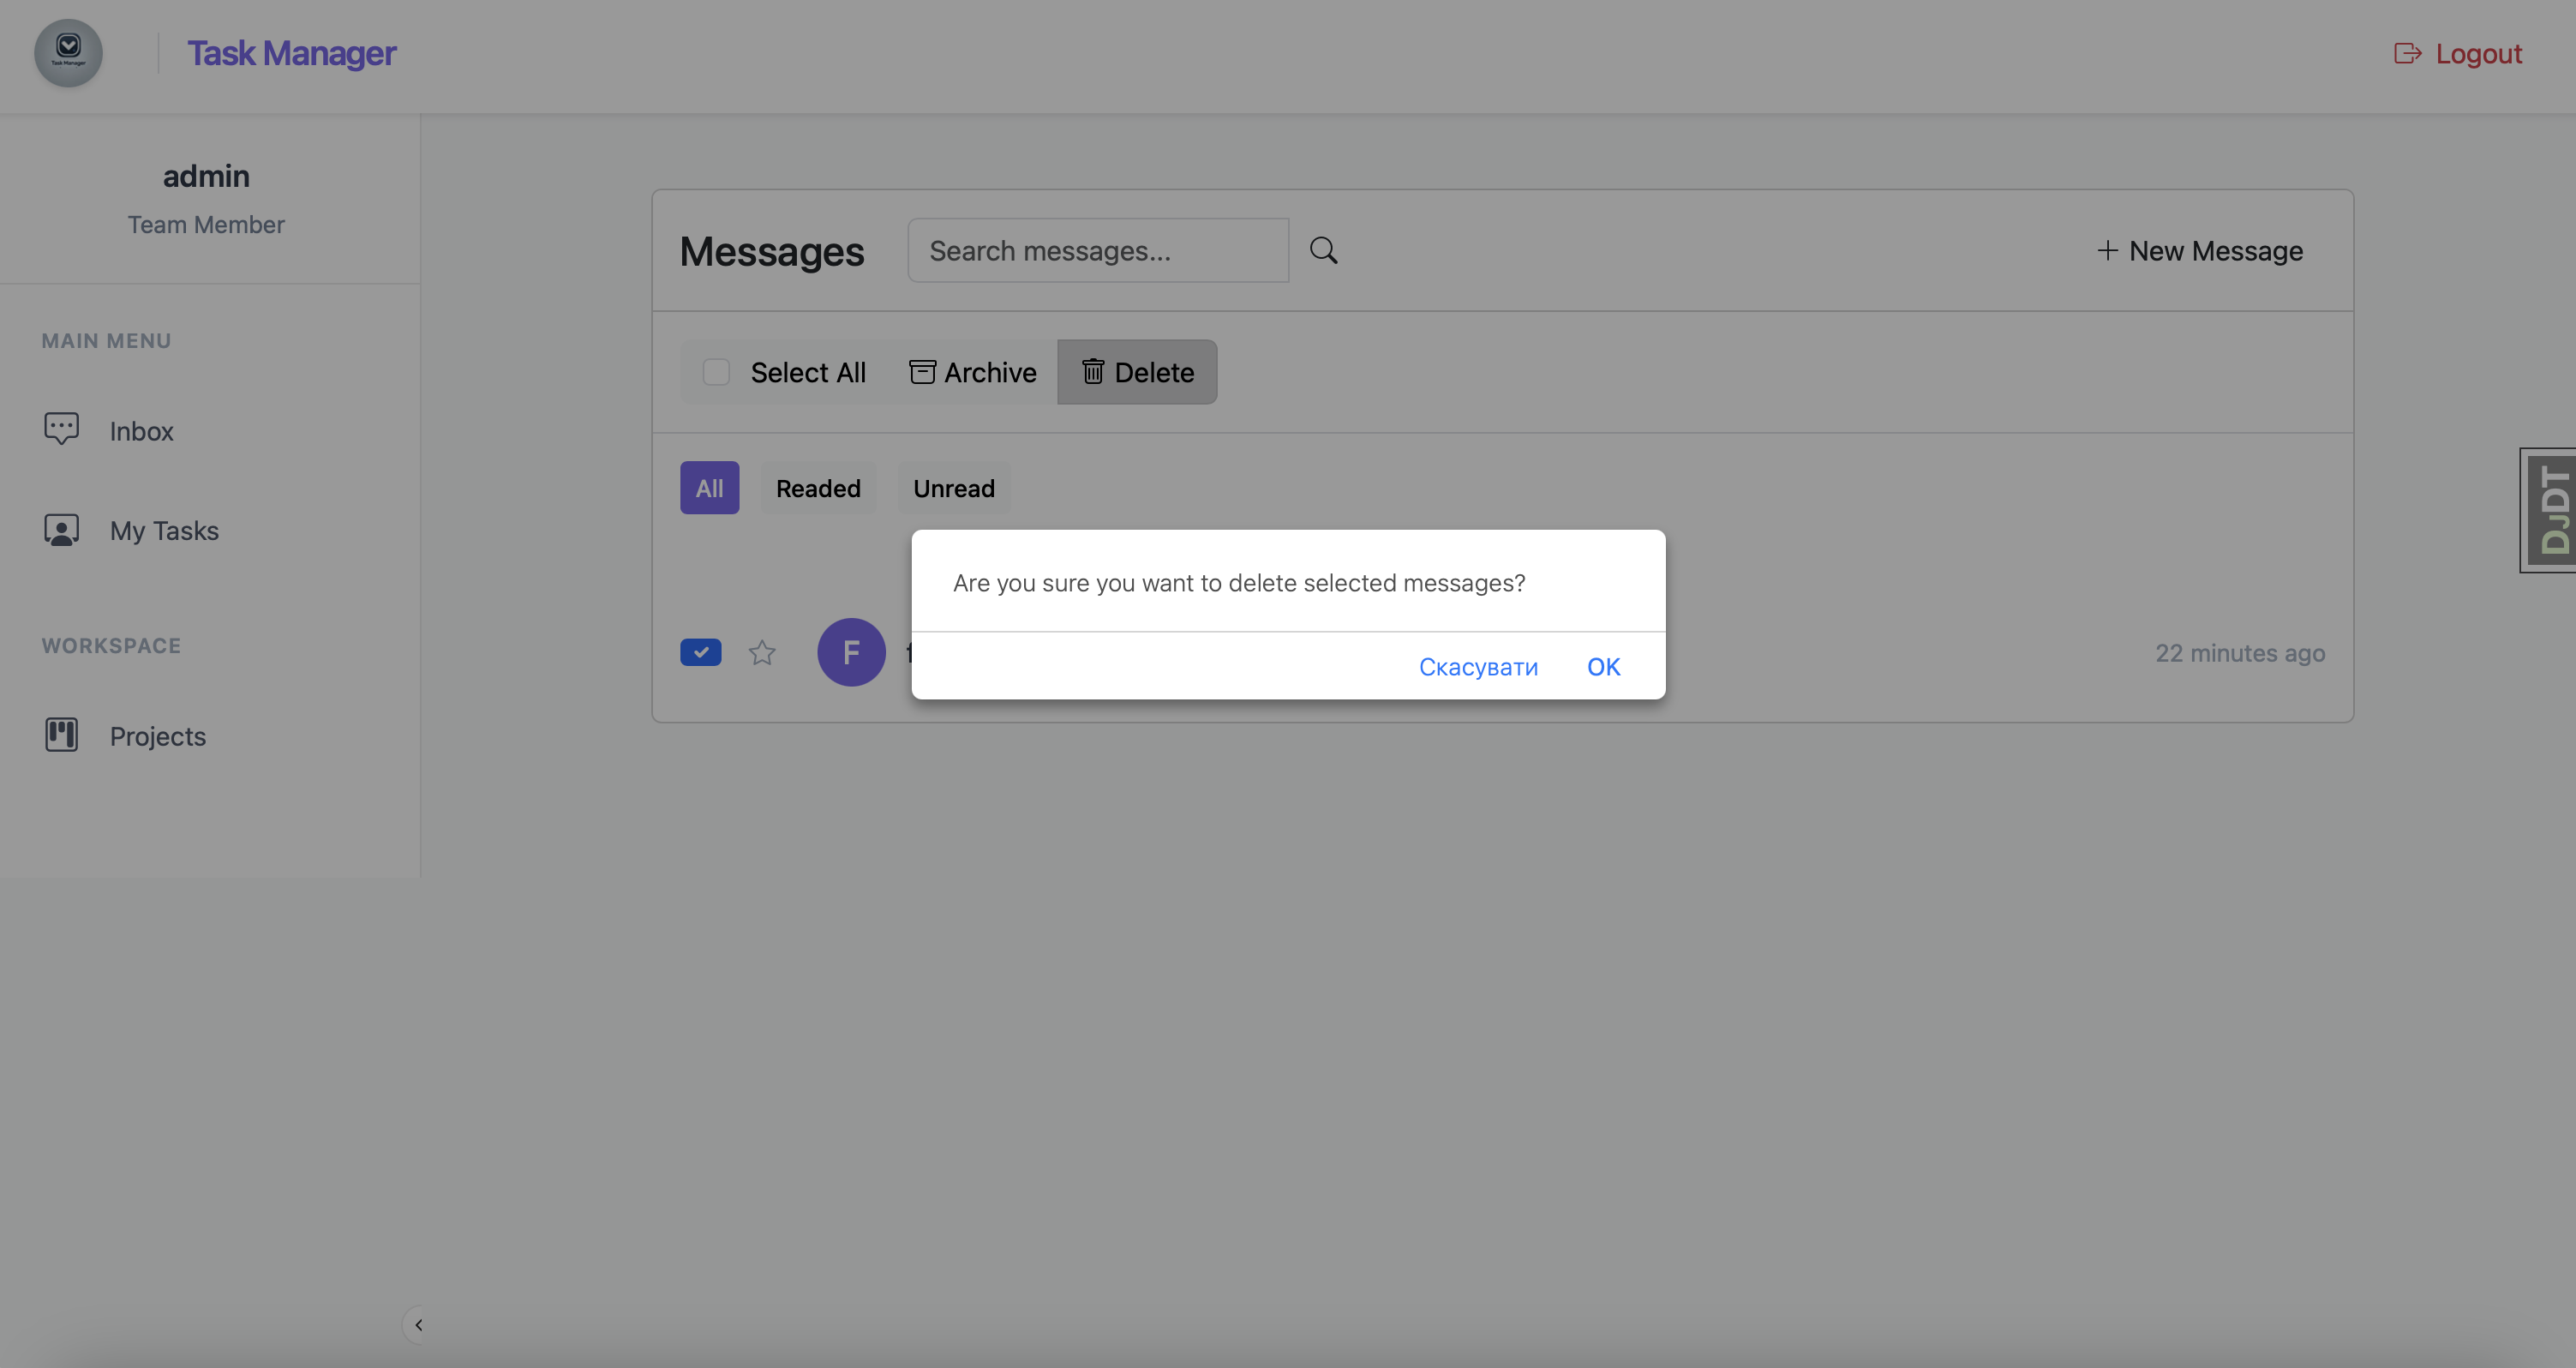 Task Manager
Task Manager
Logout
admin
Team Member
MAIN MENU
Inbox
My Tasks
WORKSPACE
Projects
Messages
Search messages...
+ New Message
Select All
Archive
Delete
All
Readed
Unread
Are you sure you want to delete selected messages?
Скасувати
OK
F
22 minutes ago
DJDT